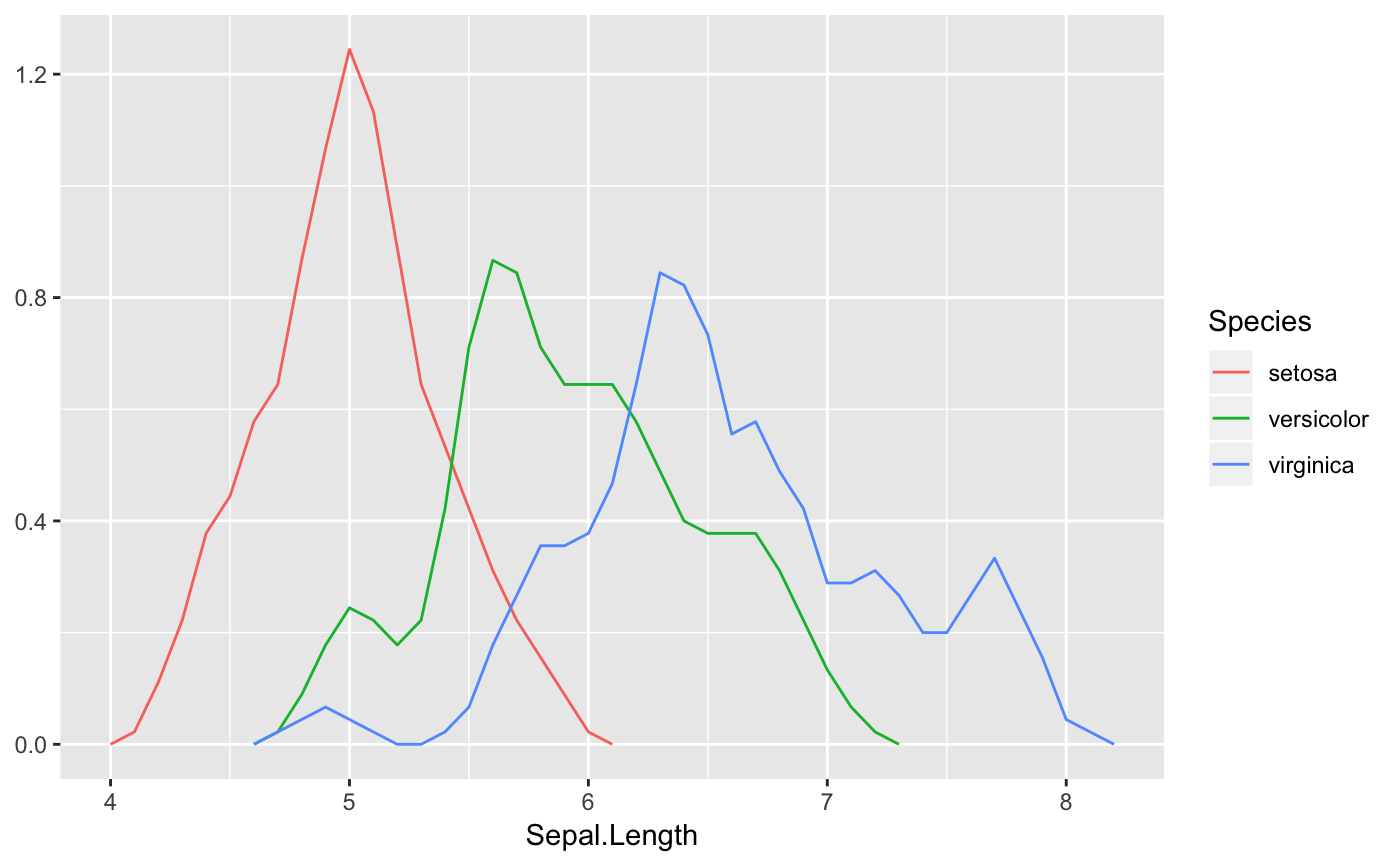 1.2
0.8
0.4
0.0
4 5 6 7 8
Sepal.Length
Species
setosa
versicolor
virginica